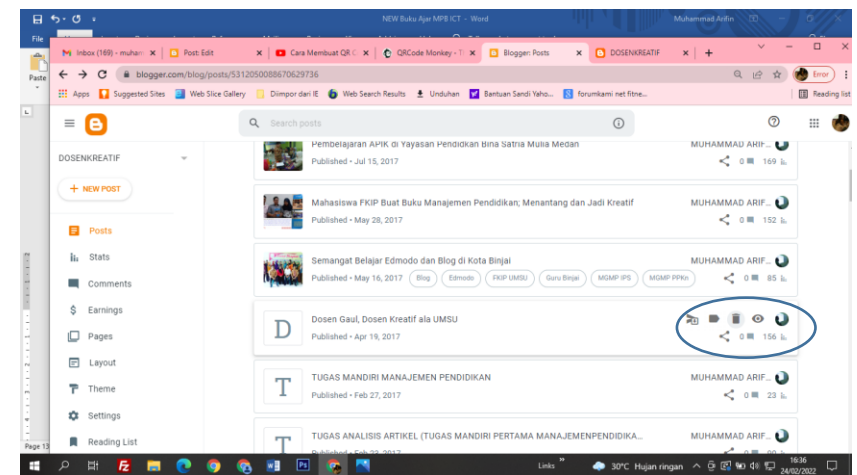 NEW Buku Ajar MPB ICT - Word
Muhammad Arifin
File
Paste
Inbox (169) - muham
Post: Edit
Cara Membuat QR C
QRCode Monkey - T
Blogger: Posts
DOSENKREATIF
blogger.com/blog/posts/5312050088670629736
Error
Apps
Suggested Sites
Web Slice Gallery
Diimpor dari IE
Web Search Results
Unduhan
Bantuan Sandi Yaho...
forumkami net fitne...
Reading list
Search posts
DOSENKREATIF
+ NEW POST
Posts
Stats
Comments
Earnings
Pages
Layout
Theme
Settings
Reading List
Pembelajaran APIK di Yayasan Pendidkan Bina Satria Mulia Medan
MUHAMMAD ARIF...
Published • Jul 15, 2017
0 169
Mahasiswa FKIP Buat Buku Manajemen Pendidikan; Menantang dan Jadi Kreatif
MUHAMMAD ARIF...
Published • May 28, 2017
0 152
Semangat Belajar Edmodo dan Blog di Kota Binjai
MUHAMMAD ARIF...
Published • May 16, 2017 Blog Edmodo FKIP UMSU Guru Binjai MGMP IPS MGMP PPKn
0 85
D
Dosen Gaul, Dosen Kreatif ala UMSU
Published • Apr 19, 2017
0 156
T
TUGAS MANDIRI MANAJEMEN PENDIDIKAN
MUHAMMAD ARIF...
Published • Feb 27, 2017
0 23
T
TUGAS ANALISIS ARTIKEL (TUGAS MANDIRI PERTAMA MANAJEMENPENDIDIKA...
MUHAMMAD ARIF...
Page 13
Links
30°C Hujan ringan
16:36
24/02/2022